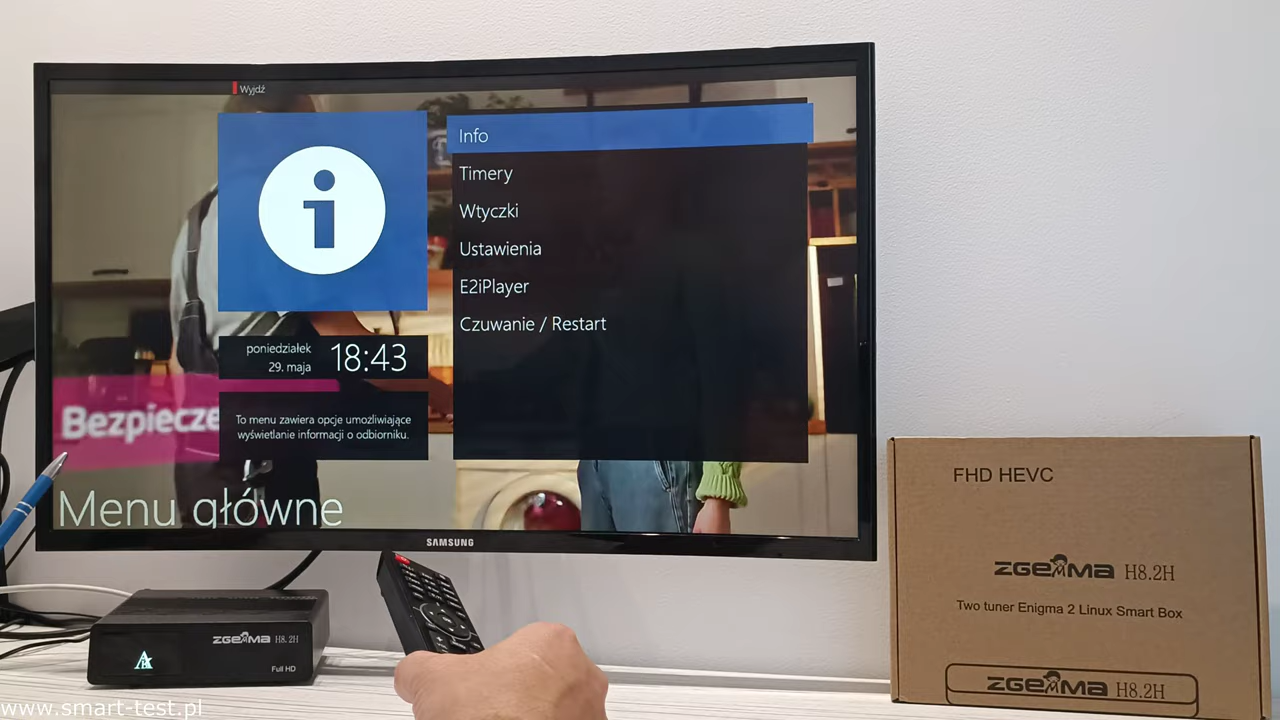 Wyjdź
Info
Timery
Wtyczki
Ustawienia
E2iPlayer
Czuwanie / Restart
poniedziałek
29. maja
18:43
To menu zawiera opcje umożliwiające
wyświetlanie informacji o odbiorniku.
Bezpiecze
Menu główne
SAMSUNG
FHD HEVC
ZGEMMA H8.2H
Two tuner Enigma 2 Linux Smart Box
ZGEMMA H8.2H
ZGEMMA H8.2H
Full HD
www.smart-test.pl